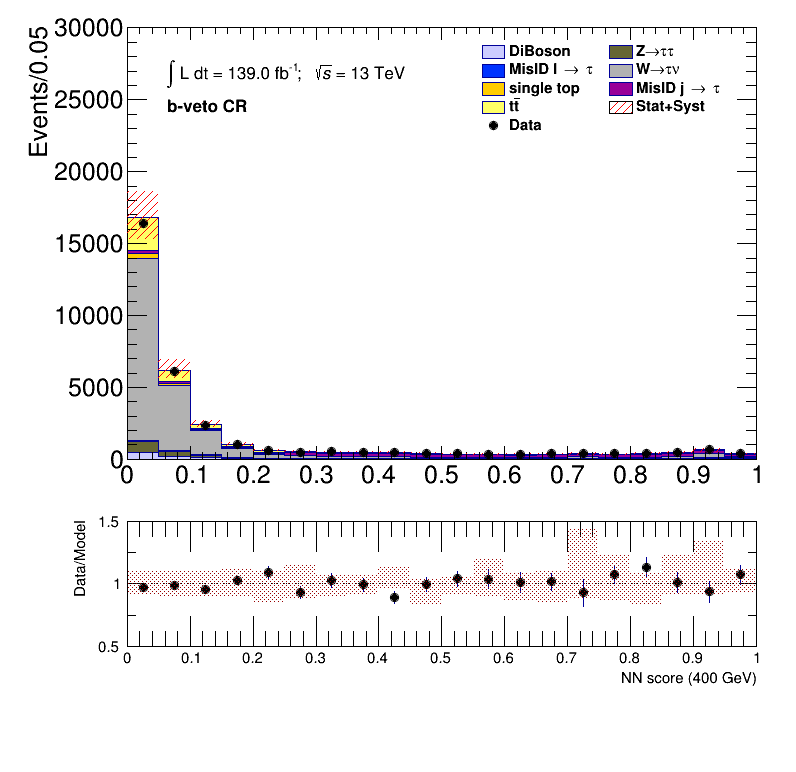 30000
25000
20000
15000
10000
5000
0
Events/0.05
∫ L dt = 139.0 fb⁻¹; √s = 13 TeV
b-veto CR
DiBoson
Z→ττ
MisID l → τ
W→τν
single top
MisID j → τ
tt̄
Stat+Syst
Data
0 0.1 0.2 0.3 0.4 0.5 0.6 0.7 0.8 0.9 1
1.5
1
0.5
Data/Model
0 0.1 0.2 0.3 0.4 0.5 0.6 0.7 0.8 0.9 1
NN score (400 GeV)